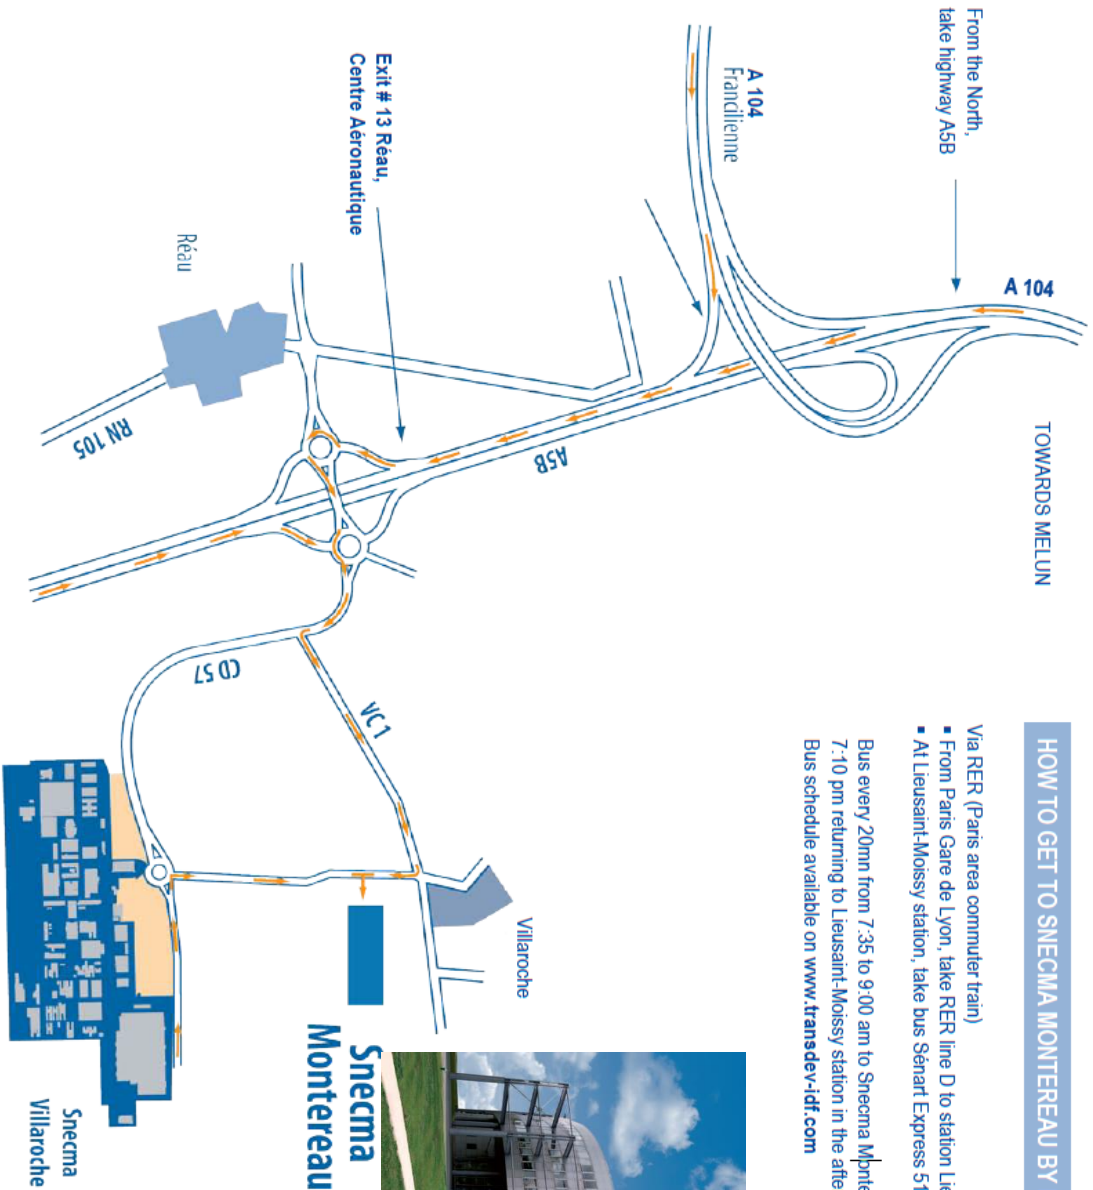 From the North,
take highway A5B
A 104
TOWARDS MELUN
A 104
Francilienne
Exit # 13 Réau,
Centre Aéronautique
Réau
RN 105
A5B
CD 57
VC1
HOW TO GET TO SNECMA MONTEREAU BY
Via RER (Paris area commuter train)
▪ From Paris Gare de Lyon, take RER line D to station
▪ At Lieusaint-Moissy station, take bus Sénart Express
Bus every 20mn from 7:35 to 9:00 am to Snecma
7:10 pm returning to Lieusaint-Moissy station in the
Bus schedule available on www.transdev-idf.com
Villaroche
Snecma
Montereau
Snecma
Villaroche